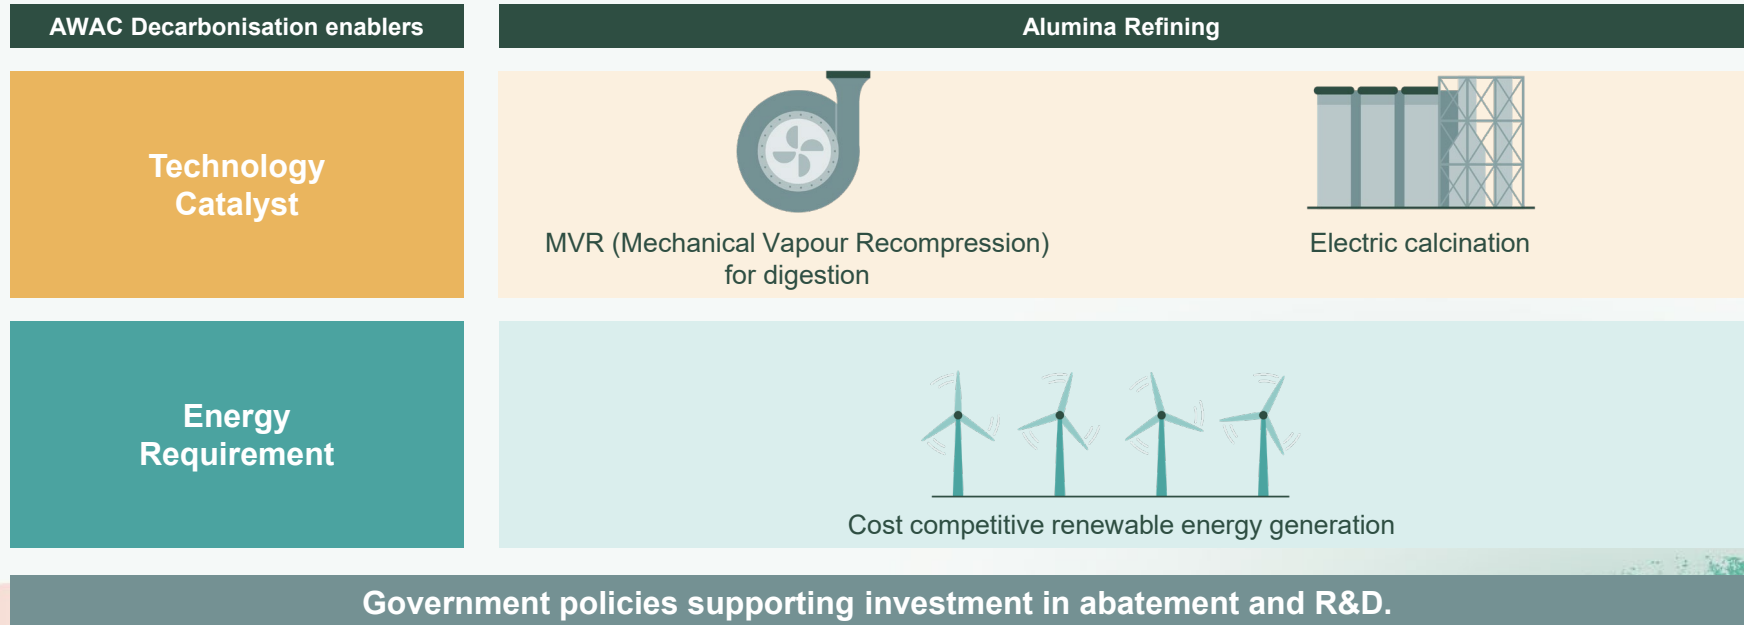 AWAC Decarbonisation enablers
Alumina Refining
Technology
Catalyst
MVR (Mechanical Vapour Recompression)
for digestion
Electric calcination
Energy
Requirement
Cost competitive renewable energy generation
Government policies supporting investment in abatement and R&D.